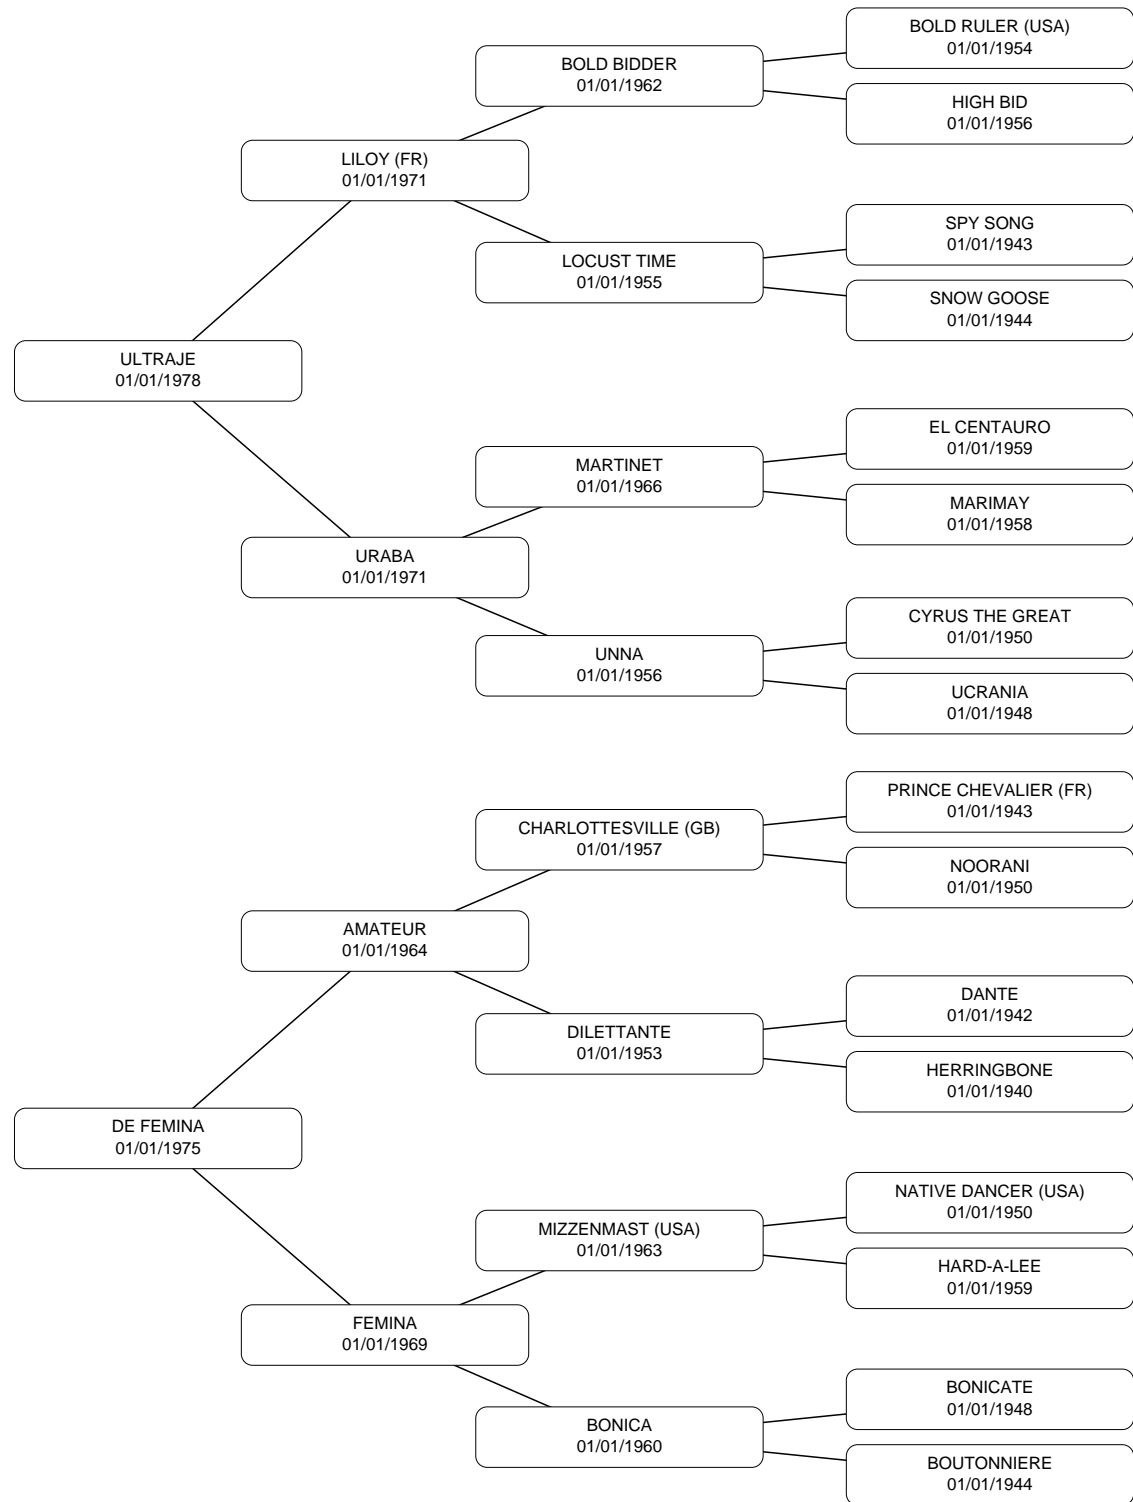 BOLD RULER (USA)
01/01/1954
BOLD BIDDER
01/01/1962
HIGH BID
01/01/1956
LILOY (FR)
01/01/1971
SPY SONG
01/01/1943
LOCUST TIME
01/01/1955
SNOW GOOSE
01/01/1944
ULTRAJE
01/01/1978
EL CENTAURO
01/01/1959
MARTINET
01/01/1966
MARIMAY
01/01/1958
URABA
01/01/1971
CYRUS THE GREAT
01/01/1950
UNNA
01/01/1956
UCRANIA
01/01/1948
PRINCE CHEVALIER (FR)
01/01/1943
CHARLOTTESVILLE (GB)
01/01/1957
NOORANI
01/01/1950
AMATEUR
01/01/1964
DANTE
01/01/1942
DILETTANTE
01/01/1953
HERRINGBONE
01/01/1940
DE FEMINA
01/01/1975
NATIVE DANCER (USA)
01/01/1950
MIZZENMAST (USA)
01/01/1963
HARD-A-LEE
01/01/1959
FEMINA
01/01/1969
BONICATE
01/01/1948
BONICA
01/01/1960
BOUTONNIERE
01/01/1944